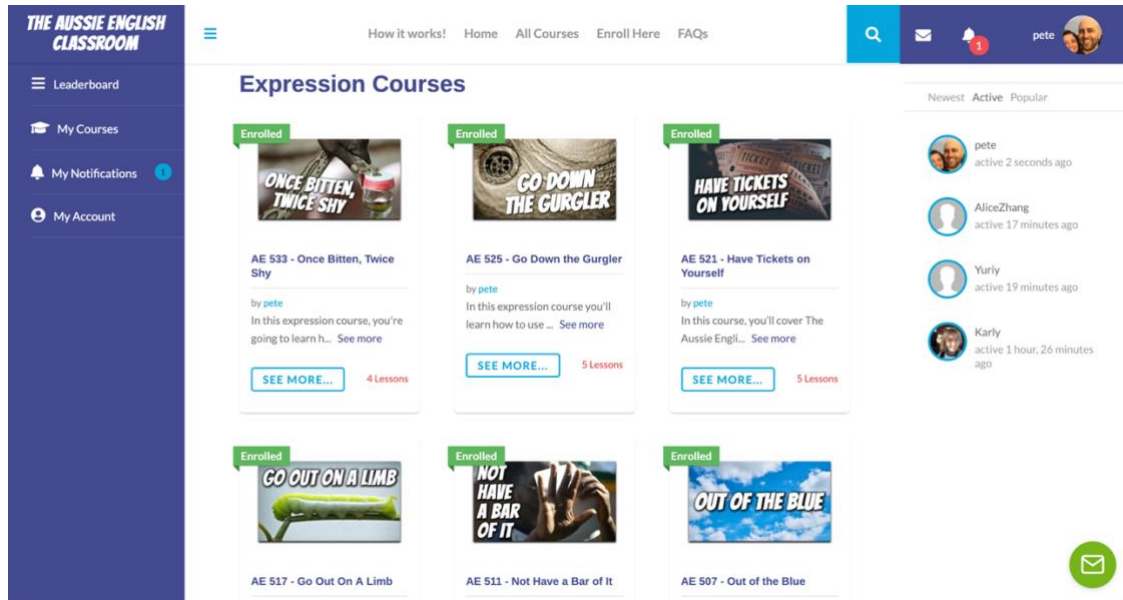 THE AUSSIE ENGLISH
CLASSROOM
How it works! Home All Courses Enroll Here FAQs
1
pete
Leaderboard
My Courses
My Notifications 1
My Account
Expression Courses
Enrolled
ONCE BITTEN,
TWICE SHY
AE 533 - Once Bitten, Twice
Shy
by pete
In this expression course, you're
going to learn h... See more
SEE MORE... 4 Lessons
Enrolled
GO DOWN
THE GURGLER
AE 525 - Go Down the Gurgler
by pete
In this expression course you'll
learn how to use ... See more
SEE MORE... 5 Lessons
Enrolled
TICKET
TICKETS
HAVE TICKETS
ON YOURSELF
AE 521 - Have Tickets on
Yourself
by pete
In this course, you'll cover The
Aussie Engli... See more
SEE MORE... 5 Lessons
Enrolled
GO OUT ON A LIMB
AE 517 - Go Out On A Limb
Enrolled
NOT
HAVE
A BAR
OF IT
AE 511 - Not Have a Bar of It
Enrolled
OUT OF THE BLUE
AE 507 - Out of the Blue
Newest Active Popular
pete
active 2 seconds ago
AliceZhang
active 17 minutes ago
Yuriy
active 19 minutes ago
Karly
active 1 hour, 26 minutes
ago